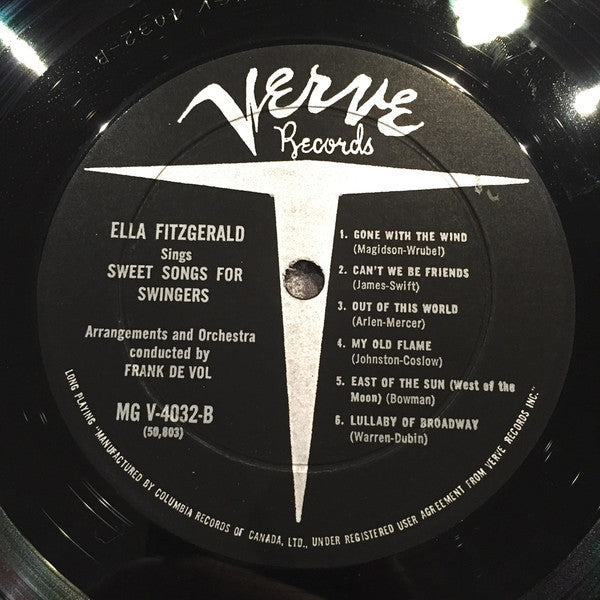 MG V-4032-B
Verve
Records
ELLA FITZGERALD
Sings
SWEET SONGS FOR
SWINGERS
Arrangements and Orchestra
conducted by
FRANK DE VOL
MG V-4032-B
(50,803)
1. GONE WITH THE WIND
(Magidson-Wrubel)
2. CAN'T WE BE FRIENDS
(James-Swift)
3. OUT OF THIS WORLD
(Arlen-Mercer)
4. MY OLD FLAME
(Johnston-Coslow)
5. EAST OF THE SUN (West of the
Moon) (Bowman)
6. LULLABY OF BROADWAY
(Warren-Dubin)
LONG PLAYING "MANUFACTURED BY COLUMBIA RECORDS OF CANADA, LTD., UNDER REGISTERED USER AGREEMENT FROM VERVE RECORDS INC."